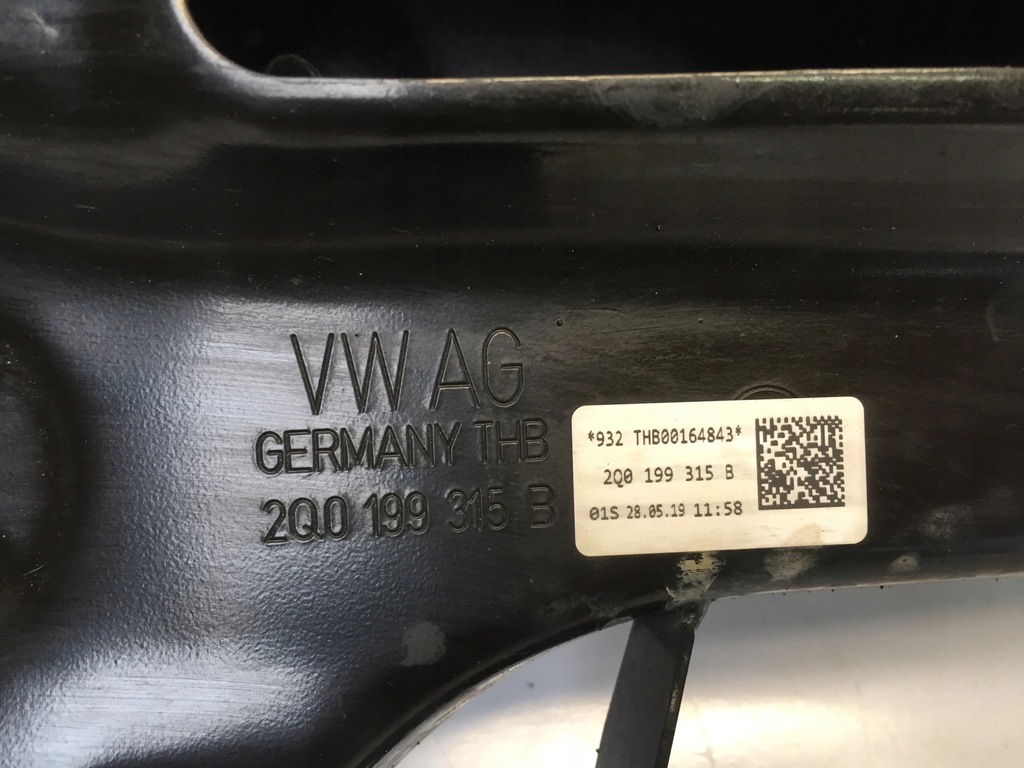 VW AG
GERMANY THB
2Q0 199 315 B
*932 THB00164843*
2Q0 199 315 B
01S 28.05.19 11:58